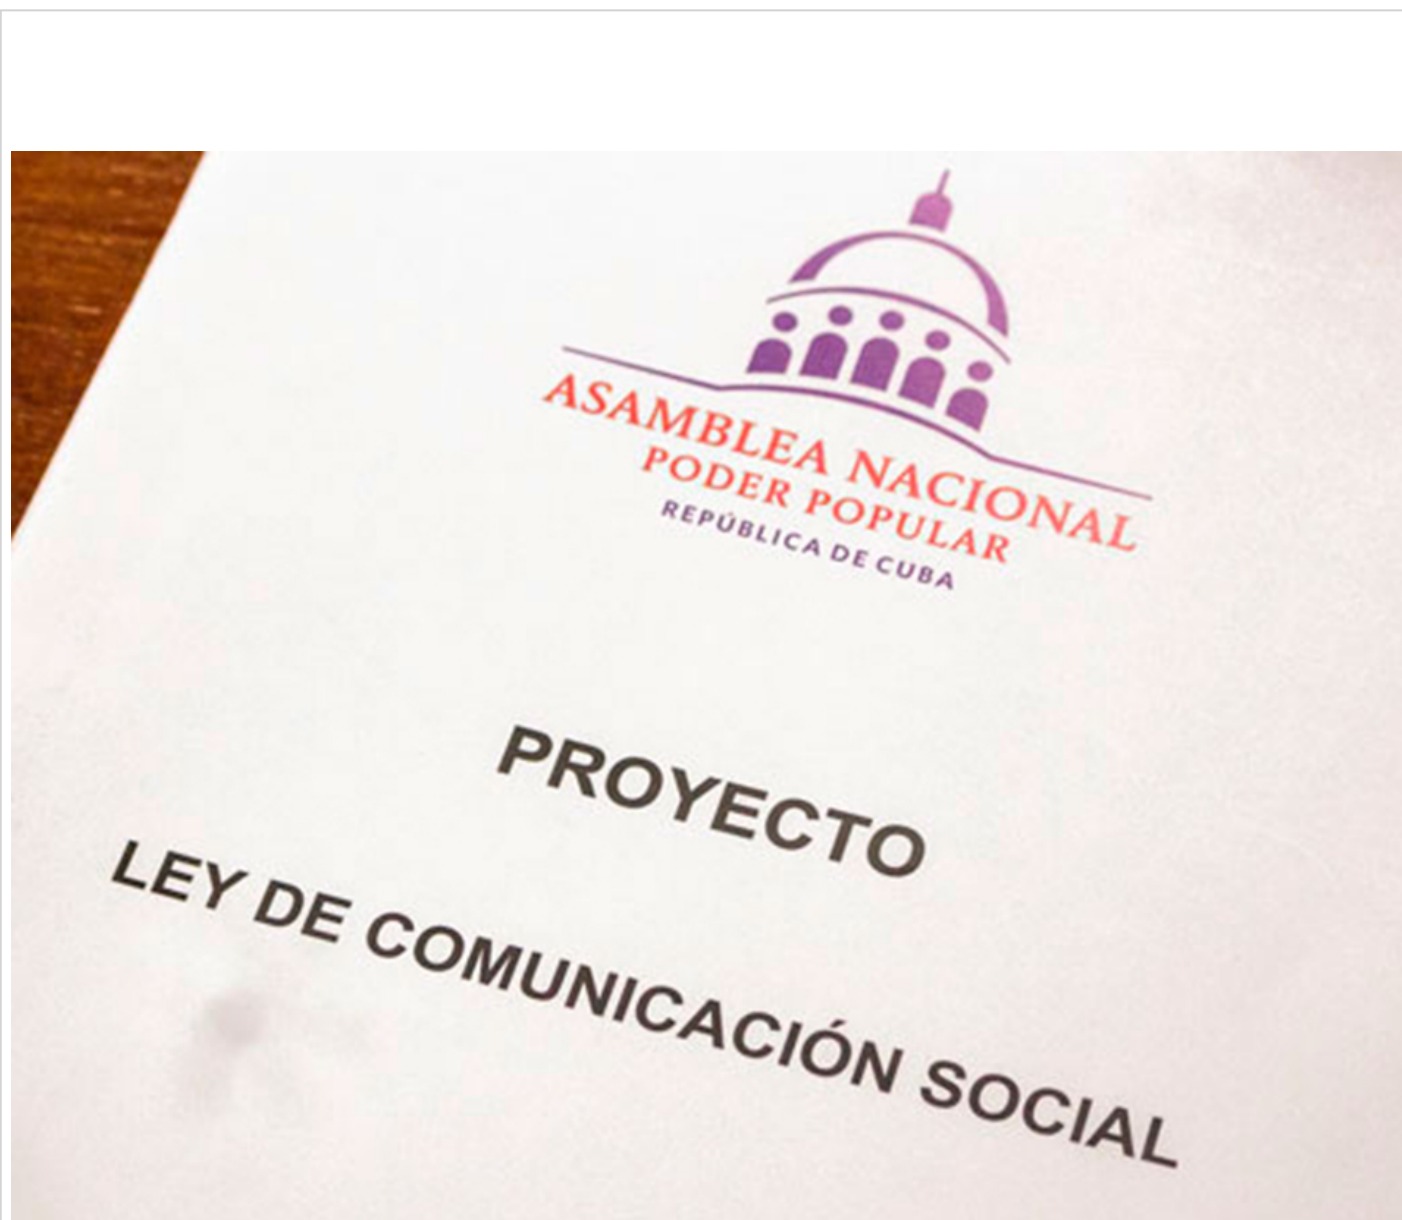 ASAMBLEA NACIONAL
PODER POPULAR
REPÚBLICA DE CUBA
PROYECTO
LEY DE COMUNICACIÓN SOCIAL